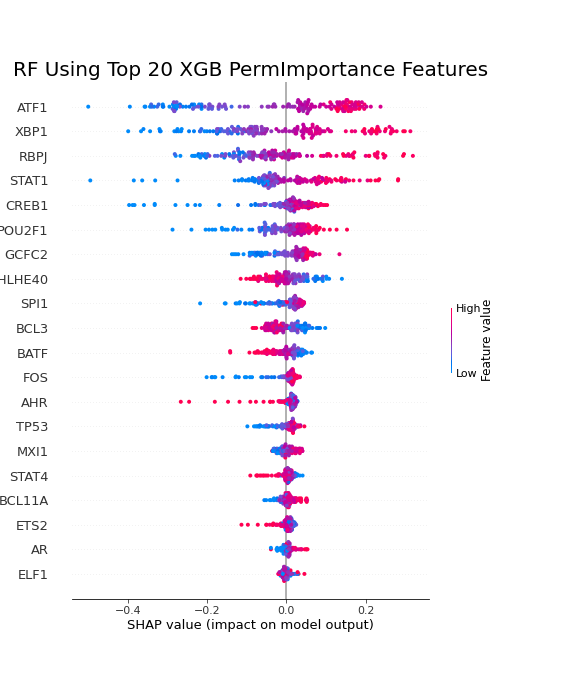 RF Using Top 20 XGB PermImportance Features
ATF1
XBP1
RBPJ
STAT1
CREB1
POU2F1
GCFC2
HLHE40
SPI1
BCL3
BATF
FOS
AHR
TP53
MXI1
STAT4
BCL11A
ETS2
AR
ELF1
High
Low
Feature value
−0.4 −0.2 0.0 0.2
SHAP value (impact on model output)